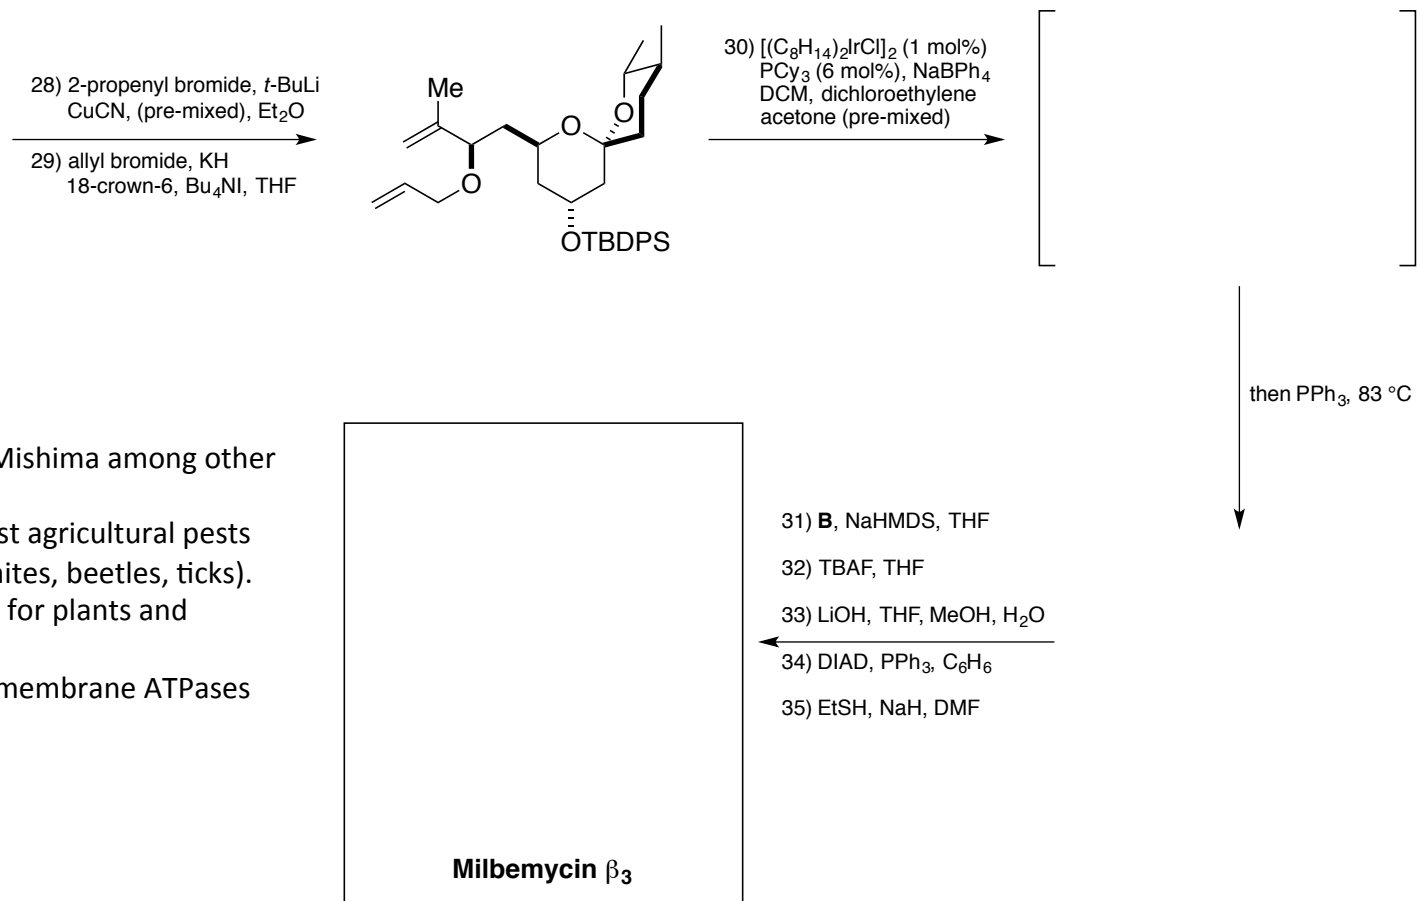 28) 2-propenyl bromide, t-BuLi
CuCN, (pre-mixed), Et2O
29) allyl bromide, KH
18-crown-6, Bu4NI, THF
Me
O
O
O
OTBDPS
30) [(C8H14)2IrCl]2 (1 mol%)
PCy3 (6 mol%), NaBPh4
DCM, dichloroethylene
acetone (pre-mixed)
then PPh3, 83 °C
Mishima among other
st agricultural pests
nites, beetles, ticks).
for plants and
membrane ATPases
31) B, NaHMDS, THF
32) TBAF, THF
33) LiOH, THF, MeOH, H2O
34) DIAD, PPh3, C6H6
35) EtSH, NaH, DMF
Milbemycin β3